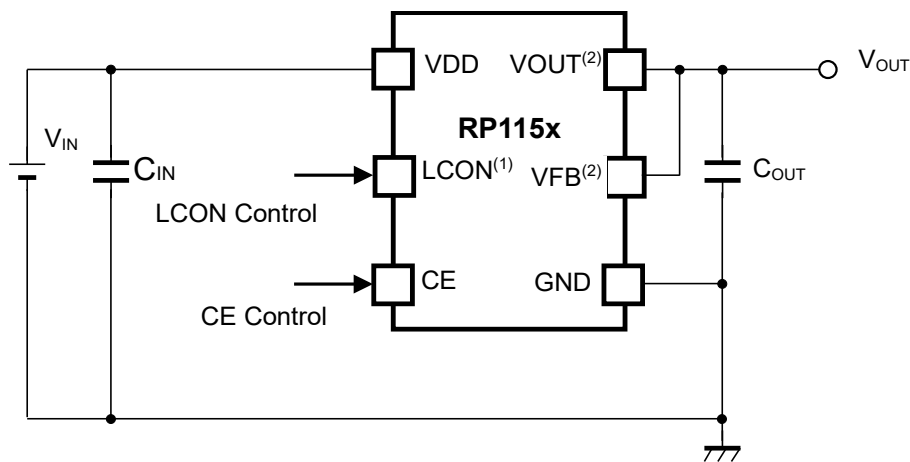 VDD VOUT(2) VOUT
RP115x
VIN
CIN
LCON(1) VFB(2) COUT
LCON Control
CE GND
CE Control